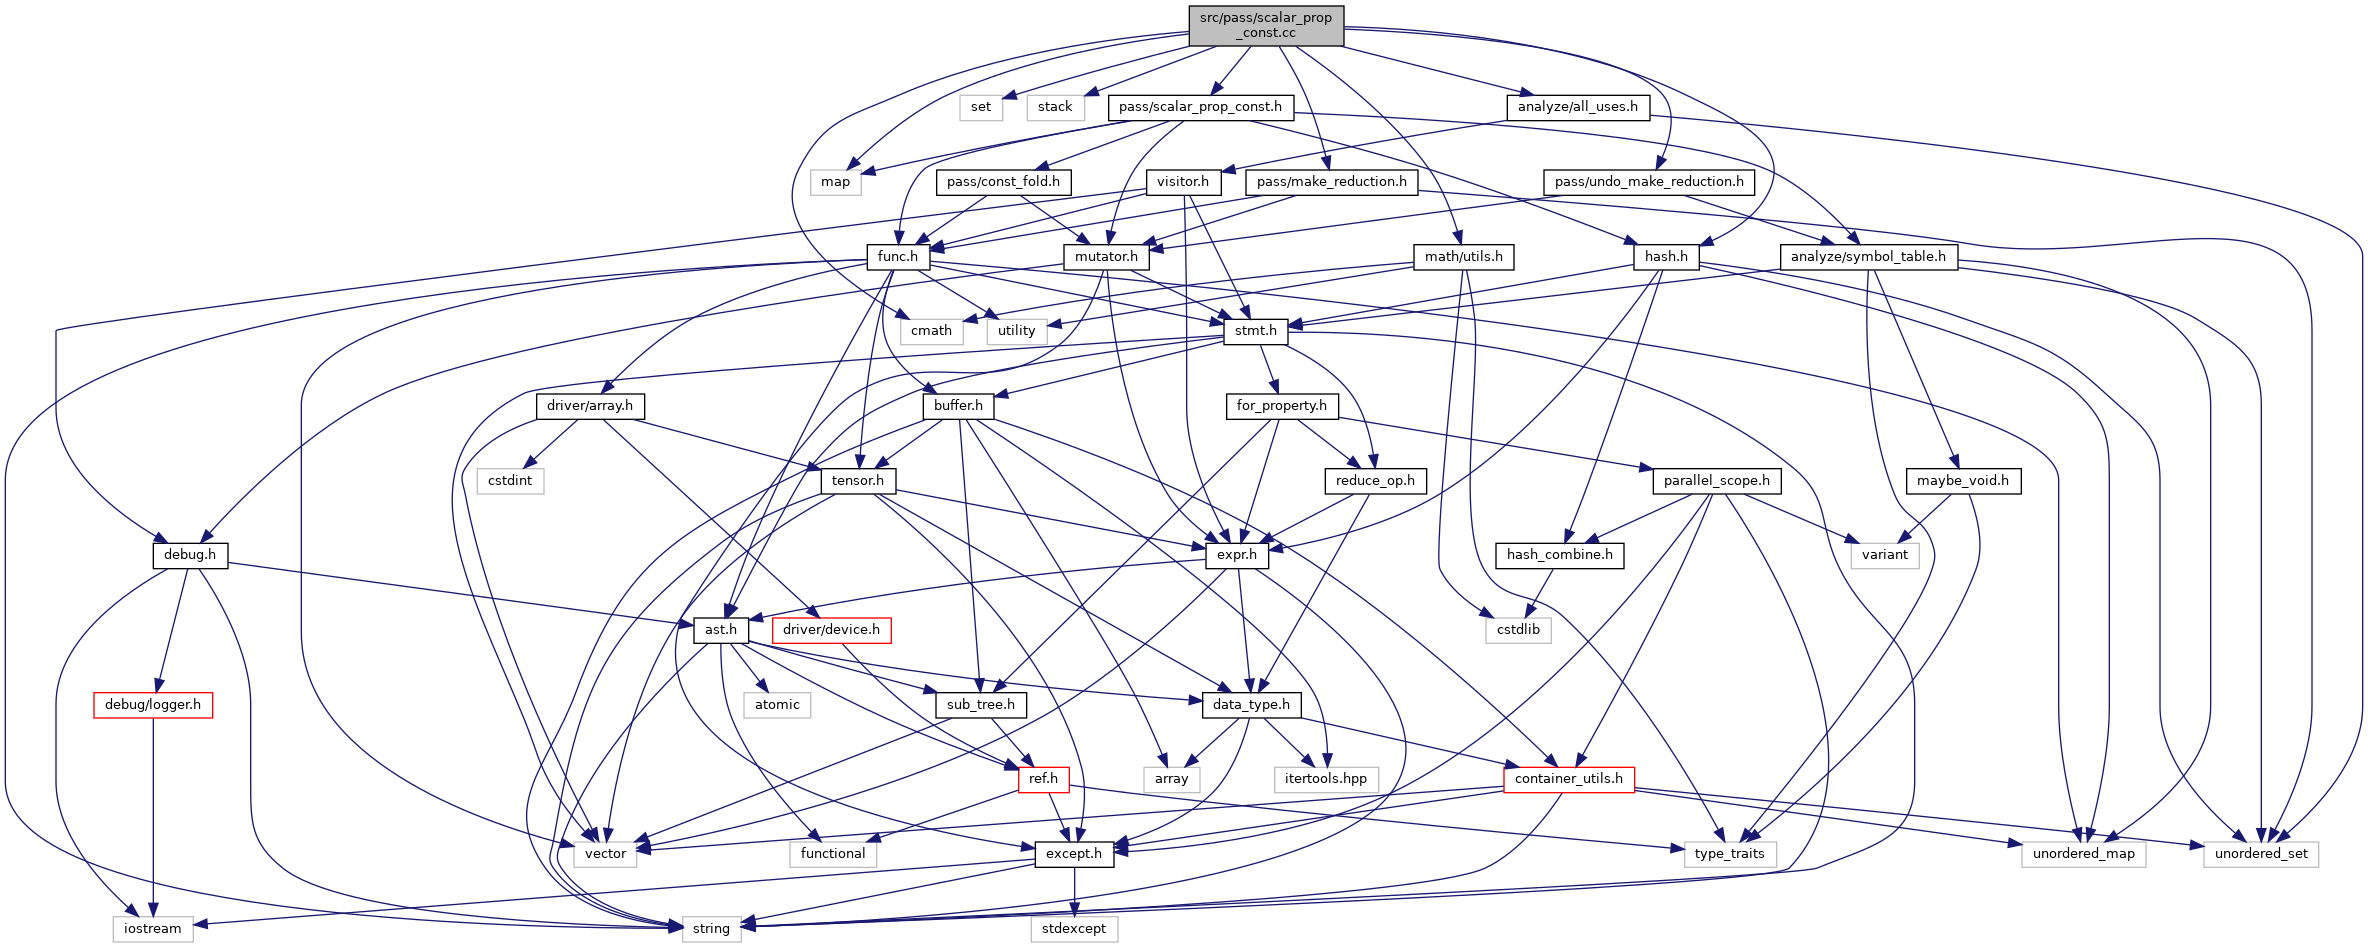 src/pass/scalar_prop
_const.cc
set
stack
pass/scalar_prop_const.h
analyze/all_uses.h
map
pass/const_fold.h
visitor.h
pass/make_reduction.h
pass/undo_make_reduction.h
func.h
mutator.h
math/utils.h
hash.h
analyze/symbol_table.h
cmath
utility
stmt.h
driver/array.h
buffer.h
for_property.h
cstdint
tensor.h
reduce_op.h
parallel_scope.h
maybe_void.h
debug.h
expr.h
hash_combine.h
variant
ast.h
driver/device.h
cstdlib
debug/logger.h
atomic
sub_tree.h
data_type.h
ref.h
array
itertools.hpp
container_utils.h
vector
functional
except.h
type_traits
unordered_map
unordered_set
iostream
string
stdexcept